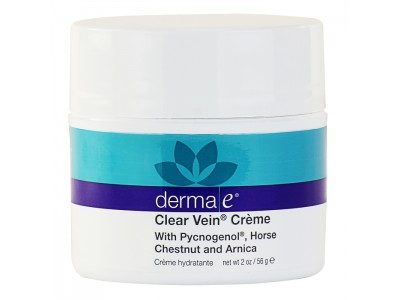 derma e®
Clear Vein® Crème
With Pycnogenol®, Horse
Chestnut and Arnica
Crème hydratante net wt 2 oz / 56 g ℮